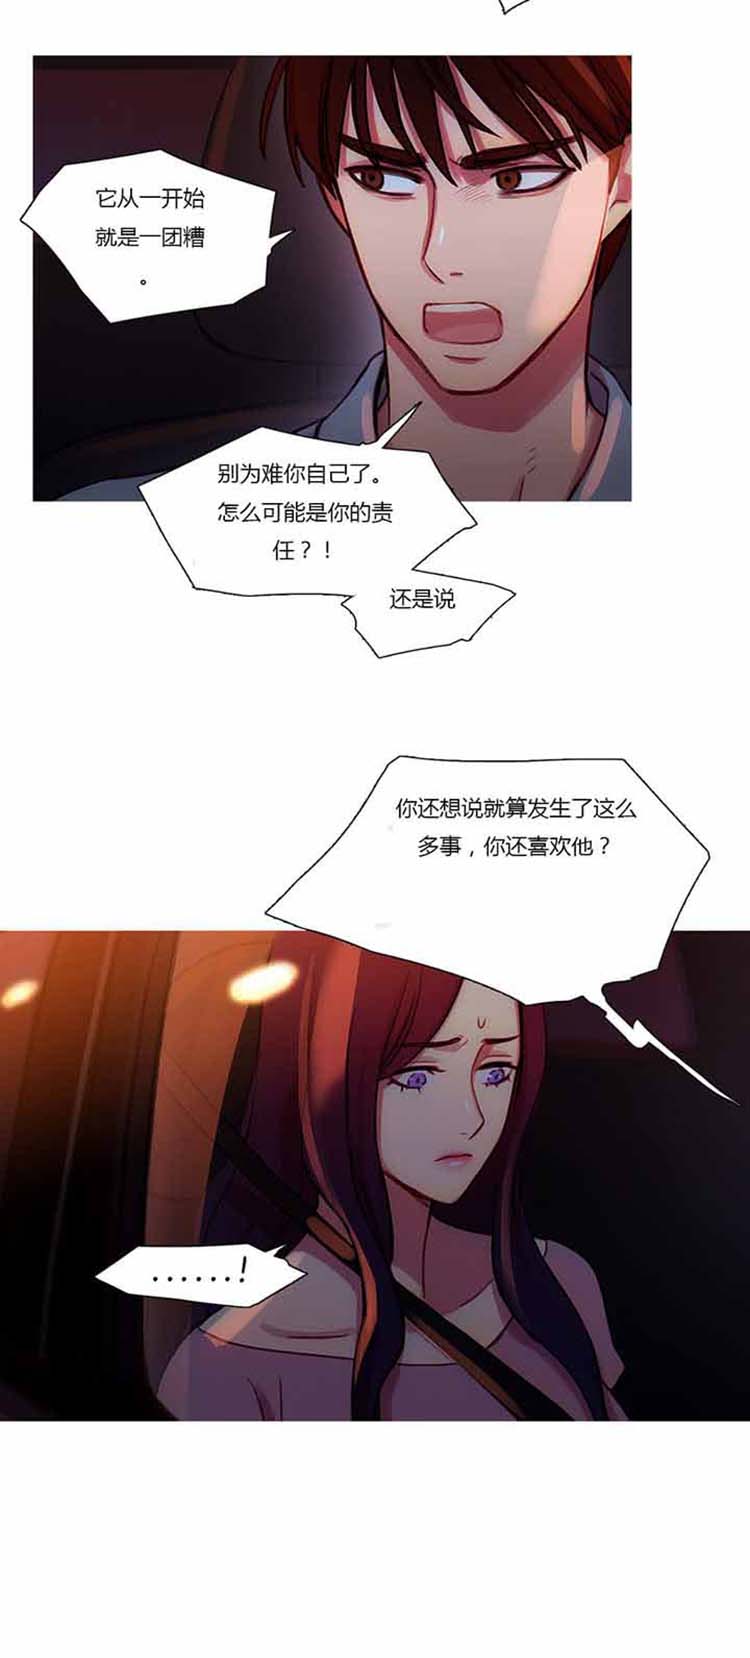 它从一开始
就是一团糟
。
别为难你自己了。
怎么可能是你的责
任？！
还是说
你还想说就算发生了这么
多事，你还喜欢他？
......!